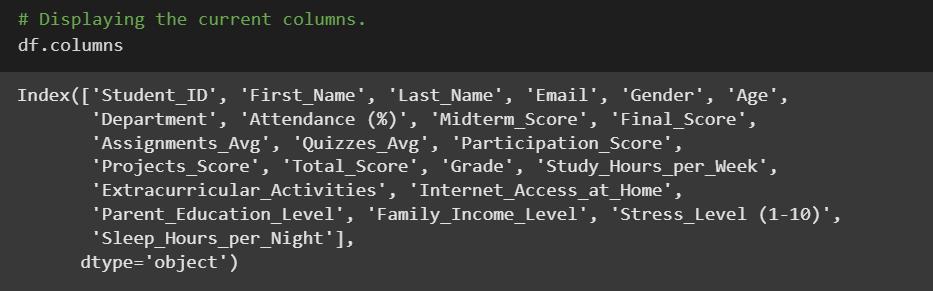 # Displaying the current columns.
df.columns
Index(['Student_ID', 'First_Name', 'Last_Name', 'Email', 'Gender', 'Age',
'Department', 'Attendance (%)', 'Midterm_Score', 'Final_Score',
'Assignments_Avg', 'Quizzes_Avg', 'Participation_Score',
'Projects_Score', 'Total_Score', 'Grade', 'Study_Hours_per_Week',
'Extracurricular_Activities', 'Internet_Access_at_Home',
'Parent_Education_Level', 'Family_Income_Level', 'Stress_Level (1-10)',
'Sleep_Hours_per_Night'],
dtype='object')